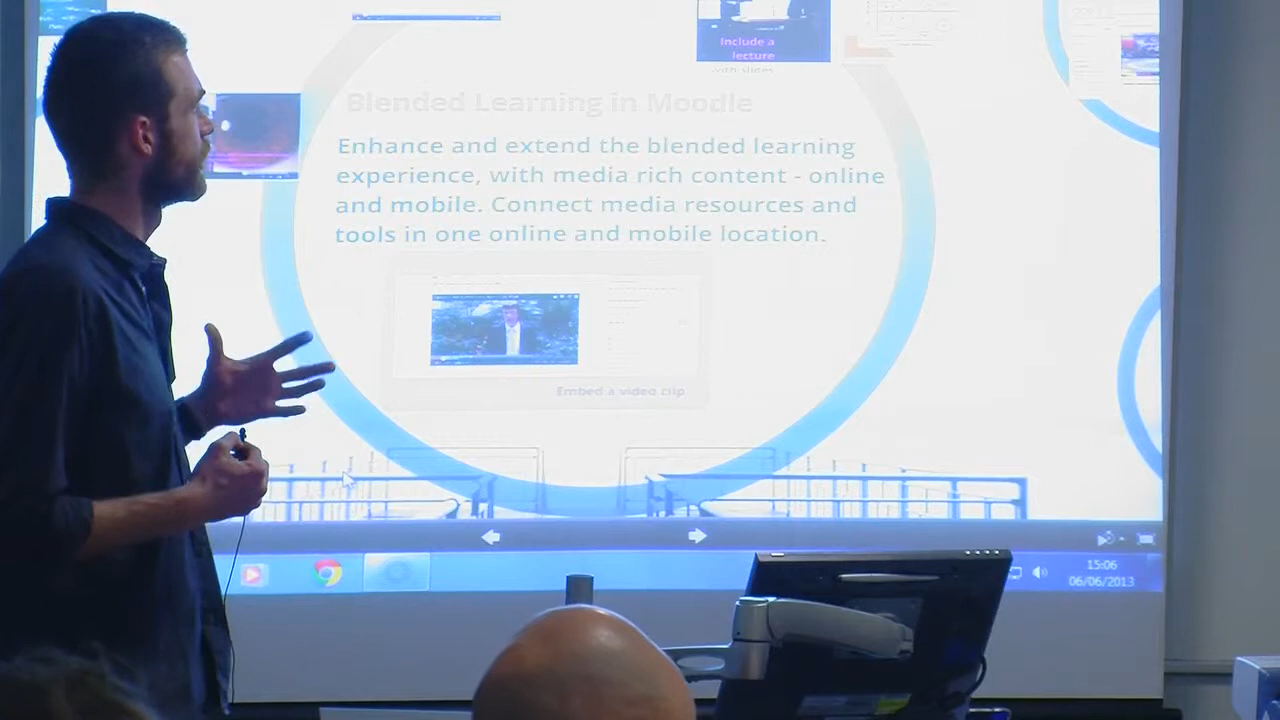 Include a
lecture
with slides
Blended Learning in Moodle
Enhance and extend the blended learning
experience, with media rich content - online
and mobile. Connect media resources and
tools in one online and mobile location.
Embed a video clip
15:06
06/06/2013